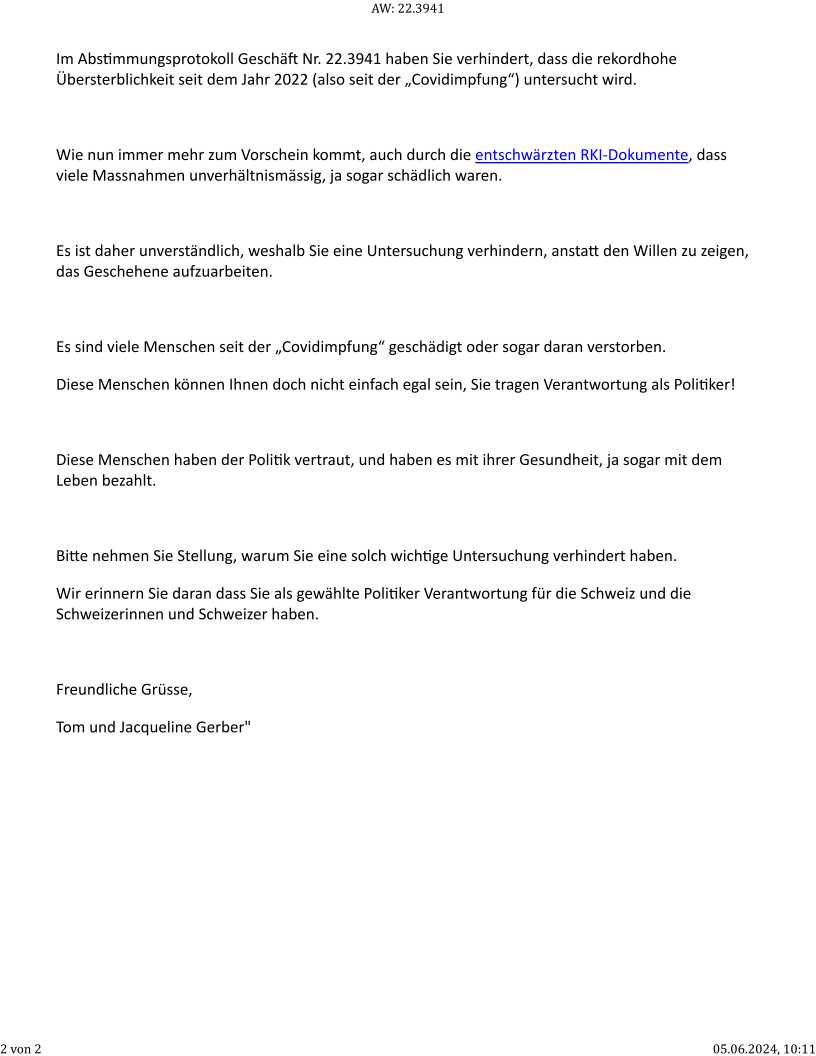 AW: 22.3941
Im Abstimmungsprotokoll Geschäft Nr. 22.3941 haben Sie verhindert, dass die rekordhohe
Übersterblichkeit seit dem Jahr 2022 (also seit der „Covidimpfung“) untersucht wird.
Wie nun immer mehr zum Vorschein kommt, auch durch die entschwärzten RKI-Dokumente, dass
viele Massnahmen unverhältnismässig, ja sogar schädlich waren.
Es ist daher unverständlich, weshalb Sie eine Untersuchung verhindern, anstatt den Willen zu zeigen,
das Geschehene aufzuarbeiten.
Es sind viele Menschen seit der „Covidimpfung“ geschädigt oder sogar daran verstorben.
Diese Menschen können Ihnen doch nicht einfach egal sein, Sie tragen Verantwortung als Politiker!
Diese Menschen haben der Politik vertraut, und haben es mit ihrer Gesundheit, ja sogar mit dem
Leben bezahlt.
Bitte nehmen Sie Stellung, warum Sie eine solch wichtige Untersuchung verhindert haben.
Wir erinnern Sie daran dass Sie als gewählte Politiker Verantwortung für die Schweiz und die
Schweizerinnen und Schweizer haben.
Freundliche Grüsse,
Tom und Jacqueline Gerber"
2 von 2
05.06.2024, 10:11